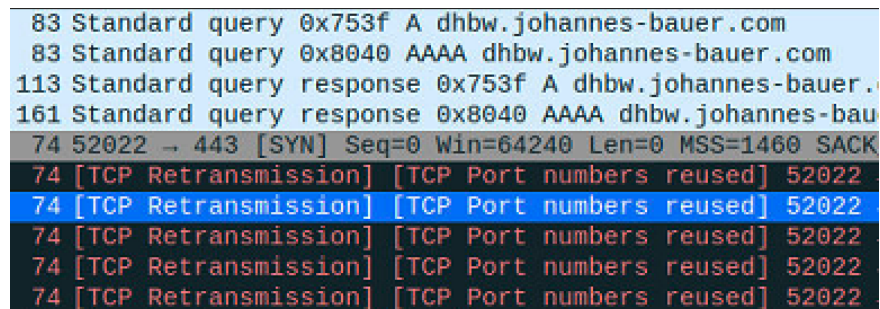 83 Standard query 0x753f A dhbw.johannes-bauer.com
83 Standard query 0x8040 AAAA dhbw.johannes-bauer.com
113 Standard query response 0x753f A dhbw.johannes-bauer.
161 Standard query response 0x8040 AAAA dhbw.johannes-bau
74 52022 → 443 [SYN] Seq=0 Win=64240 Len=0 MSS=1460 SACK
74 [TCP Retransmission] [TCP Port numbers reused] 52022
74 [TCP Retransmission] [TCP Port numbers reused] 52022
74 [TCP Retransmission] [TCP Port numbers reused] 52022
74 [TCP Retransmission] [TCP Port numbers reused] 52022
74 [TCP Retransmission] [TCP Port numbers reused] 52022